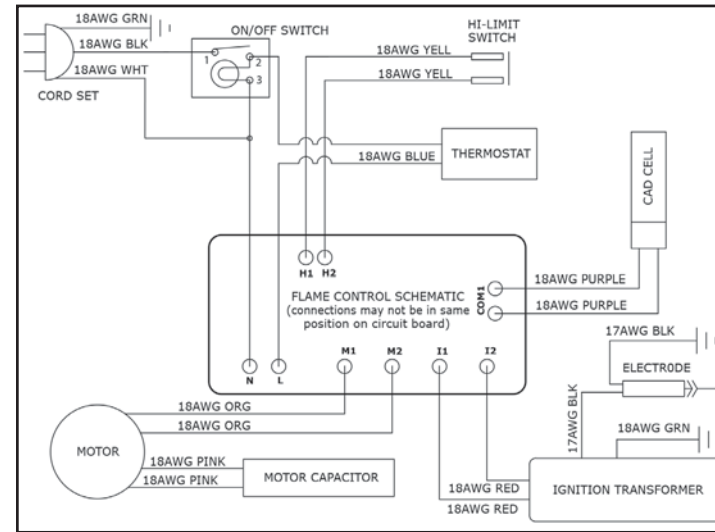 18AWG GRN
18AWG BLK
18AWG WHT
CORD SET
ON/OFF SWITCH
1
2
3
HI-LIMIT
SWITCH
18AWG YELL
18AWG YELL
18AWG BLUE
THERMOSTAT
CAD CELL
H1 H2
FLAME CONTROL SCHEMATIC
(connections may not be in same
position on circuit board)
COM1
18AWG PURPLE
18AWG PURPLE
N L M1 M2 I1 I2
17AWG BLK
ELECTRODE
17AWG BLK
18AWG GRN
18AWG ORG
18AWG ORG
MOTOR
18AWG PINK
18AWG PINK
MOTOR CAPACITOR
18AWG RED
18AWG RED
IGNITION TRANSFORMER